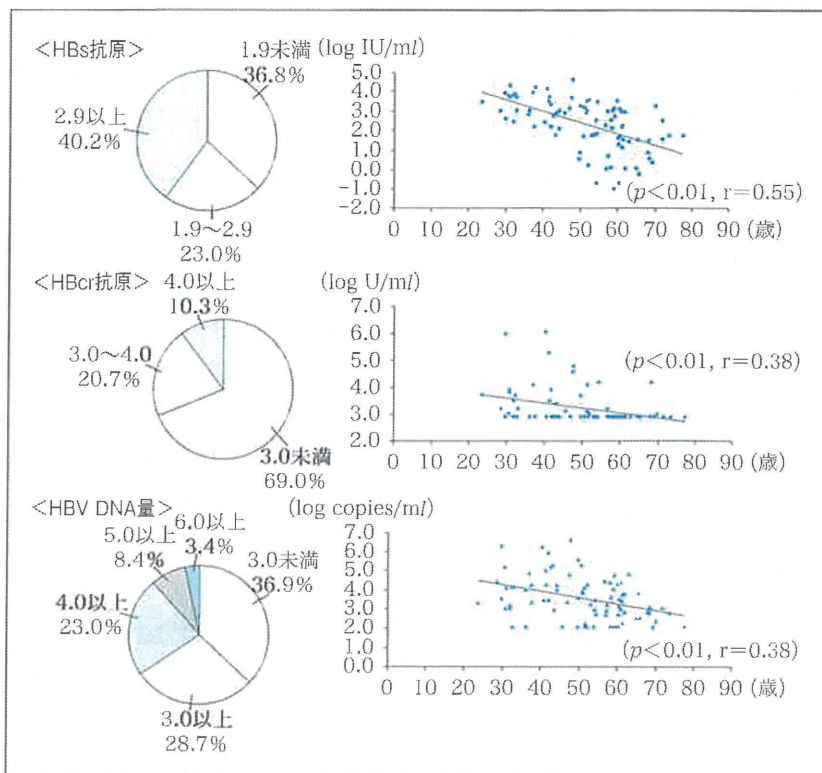 <HBs抗原>
1.9未満
36.8%
2.9以上
40.2%
1.9〜2.9
23.0%
(log IU/ml)
5.0
4.0
3.0
2.0
1.0
0.0
-1.0
-2.0
(p<0.01, r=0.55)
0 10 20 30 40 50 60 70 80 90 (歳)
<HBcr抗原>
4.0以上
10.3%
3.0〜4.0
20.7%
3.0未満
69.0%
(log U/ml)
7.0
6.0
5.0
4.0
3.0
2.0
(p<0.01, r=0.38)
0 10 20 30 40 50 60 70 80 90 (歳)
<HBV DNA量>
6.0以上
3.4%
5.0以上
8.4%
3.0未満
36.9%
4.0以上
23.0%
3.0以上
28.7%
(log copies/ml)
7.0
6.0
5.0
4.0
3.0
2.0
1.0
0.0
(p<0.01, r=0.38)
0 10 20 30 40 50 60 70 80 90 (歳)